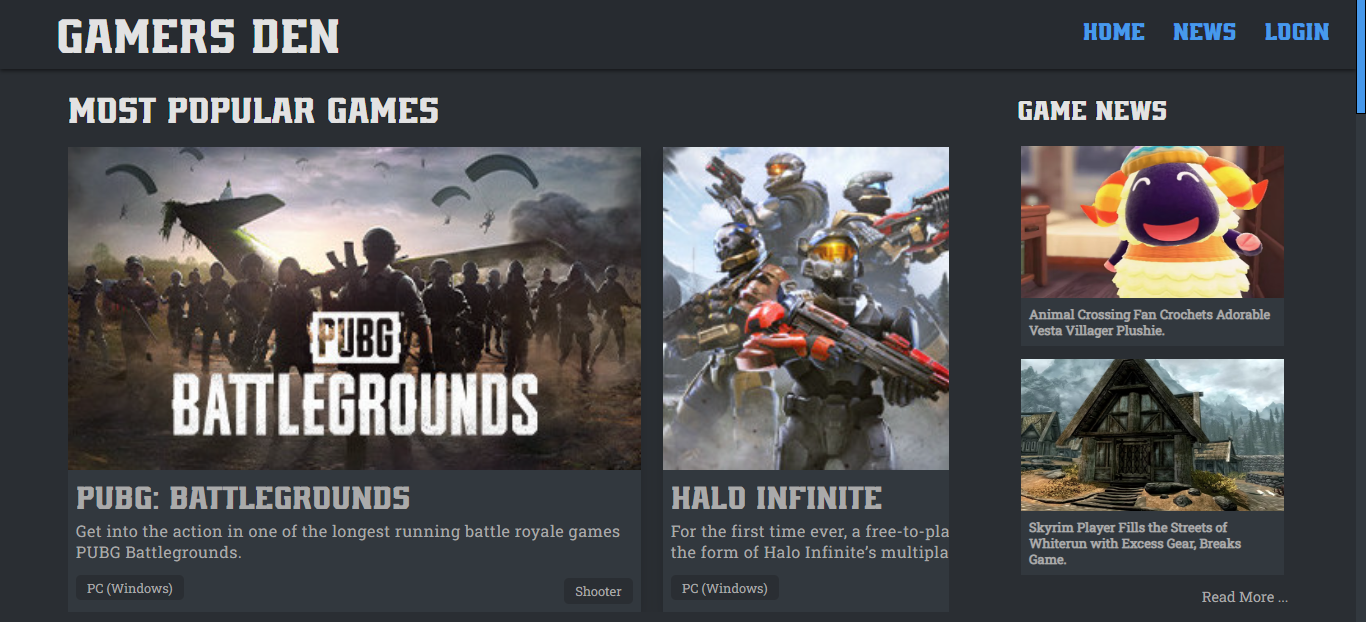 GAMERS DEN
HOME NEWS LOGIN
MOST POPULAR GAMES
PUBG
BATTLEGROUNDS
PUBG: BATTLEGROUNDS
Get into the action in one of the longest running battle royale games
PUBG Battlegrounds.
PC (Windows)
Shooter
HALO INFINITE
For the first time ever, a free-to-pla
the form of Halo Infinite's multipla
PC (Windows)
GAME NEWS
Animal Crossing Fan Crochets Adorable
Vesta Villager Plushie.
Skyrim Player Fills the Streets of
Whiterun with Excess Gear, Breaks
Game.
Read More ...